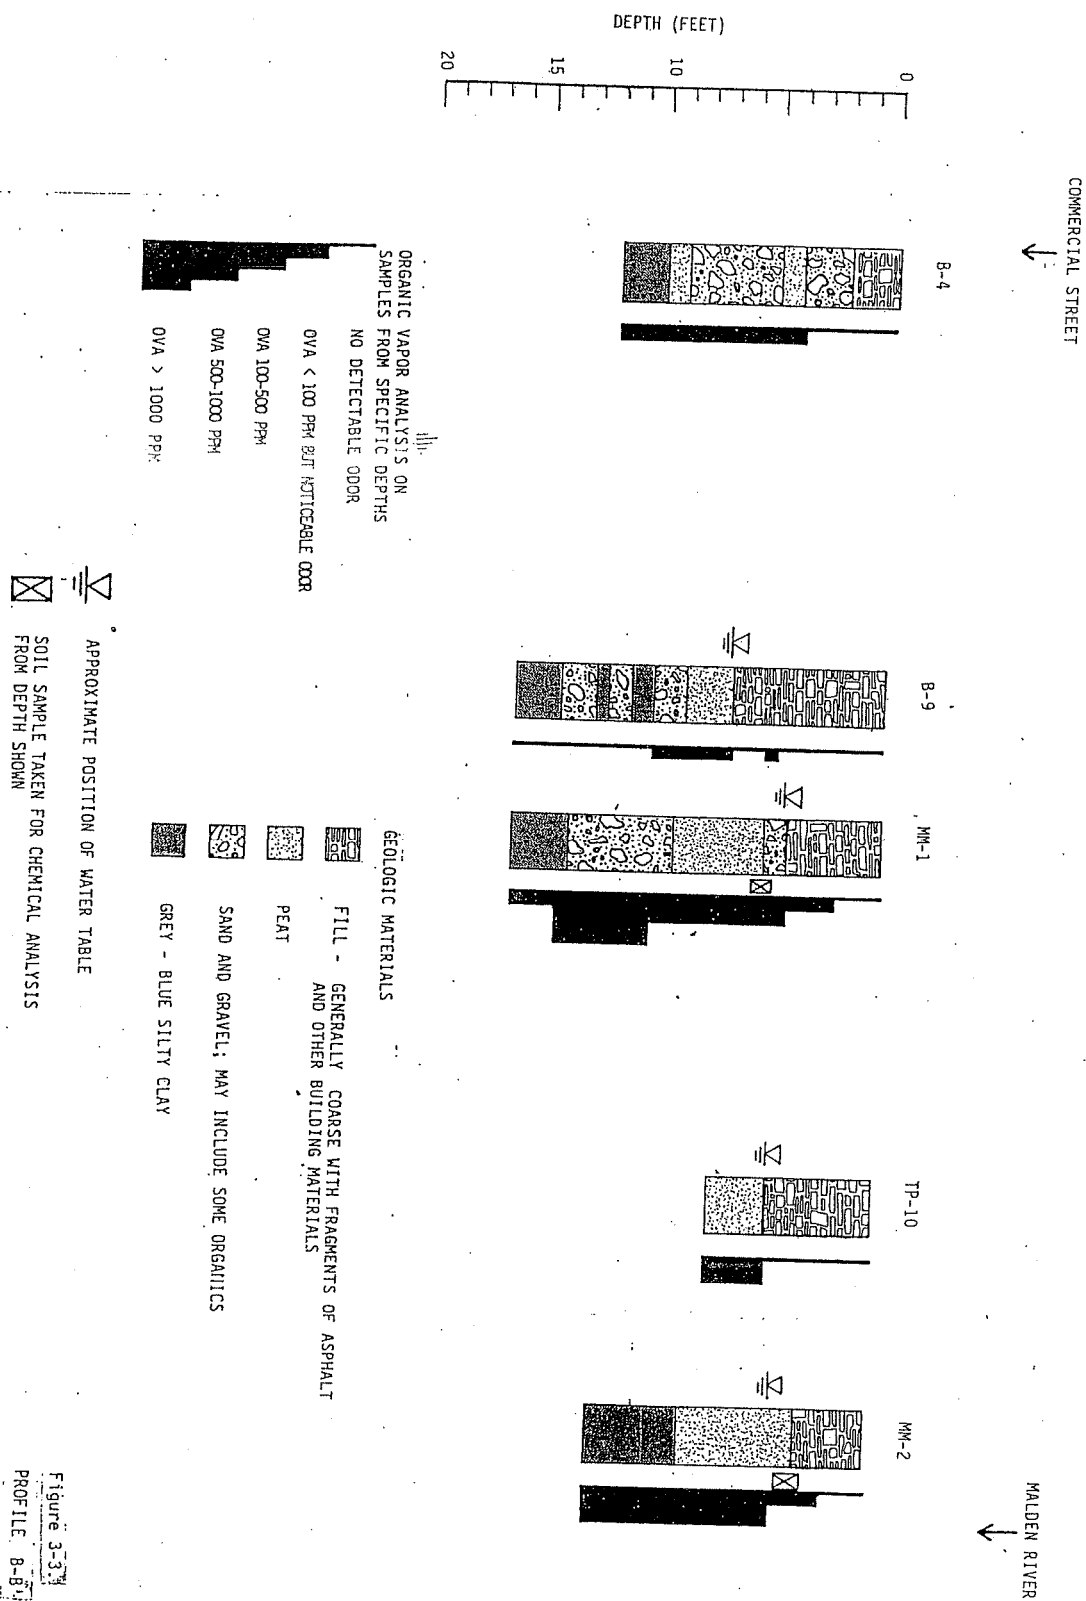 COMMERCIAL STREET
MALDEN RIVER
B-4
B-9
MM-1
TP-10
MM-2
DEPTH (FEET)
0
10
15
20
ORGANIC VAPOR ANALYSIS ON
SAMPLES FROM SPECIFIC DEPTHS
NO DETECTABLE ODOR
OVA < 100 PPM BUT NOTICEABLE ODOR
OVA 100-500 PPM
OVA 500-1000 PPM
OVA > 1000 PPM
GEOLOGIC MATERIALS
FILL - GENERALLY COARSE WITH FRAGMENTS OF ASPHALT
AND OTHER BUILDING MATERIALS
PEAT
SAND AND GRAVEL; MAY INCLUDE SOME ORGANICS
GREY - BLUE SILTY CLAY
APPROXIMATE POSITION OF WATER TABLE
SOIL SAMPLE TAKEN FOR CHEMICAL ANALYSIS
FROM DEPTH SHOWN
Figure 3-3
PROFILE B-B'